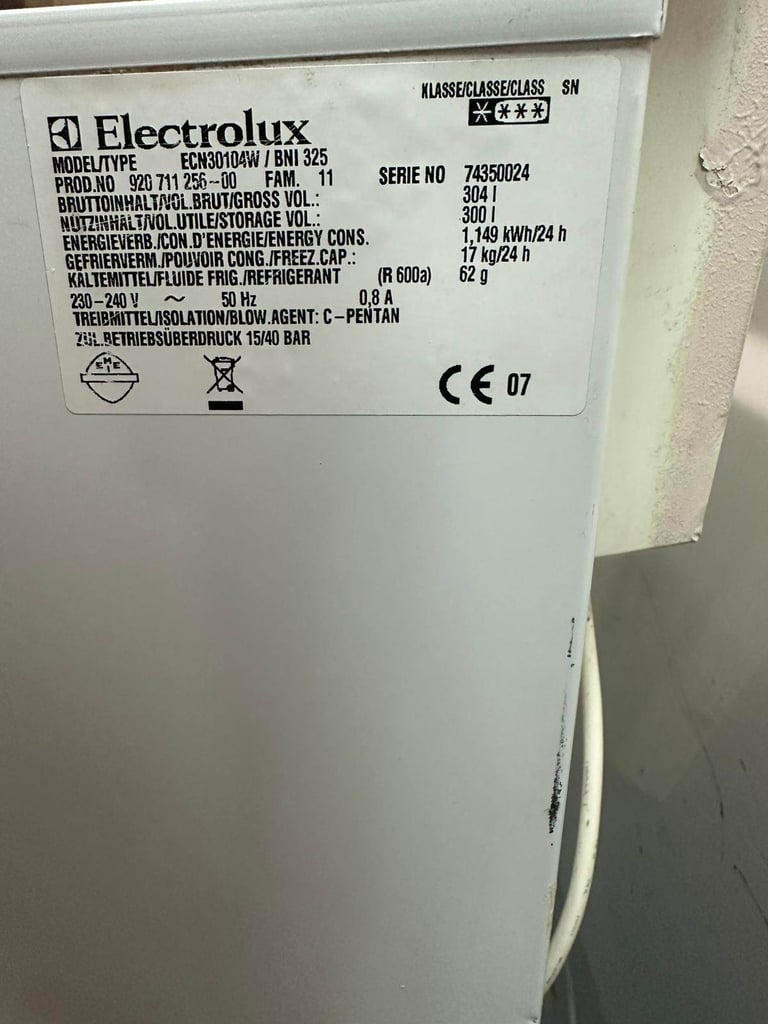 KLASSE/CLASSE/CLASS SN
Electrolux
MODEL/TYPE ECN30104W / BNI 325
PROD.NO 920 711 256-00 FAM. 11 SERIE NO 74350024
BRUTTOINHALT/VOL.BRUT/GROSS VOL.: 304 l
NUTZINHALT/VOL.UTILE/STORAGE VOL.: 300 l
ENERGIEVERB./CON.D'ENERGIE/ENERGY CONS. 1,149 kWh/24 h
GEFRIERVERM./POUVOIR CONG./FREEZ.CAP.: 17 kg/24 h
KÄLTEMITTEL/FLUIDE FRIG./REFRIGERANT (R 600a) 62 g
230-240 V ~ 50 Hz 0,8 A
TREIBMITTEL/ISOLATION/BLOW.AGENT: C-PENTAN
ZUL.BETRIEBSÜBERDRUCK 15/40 BAR
CE 07